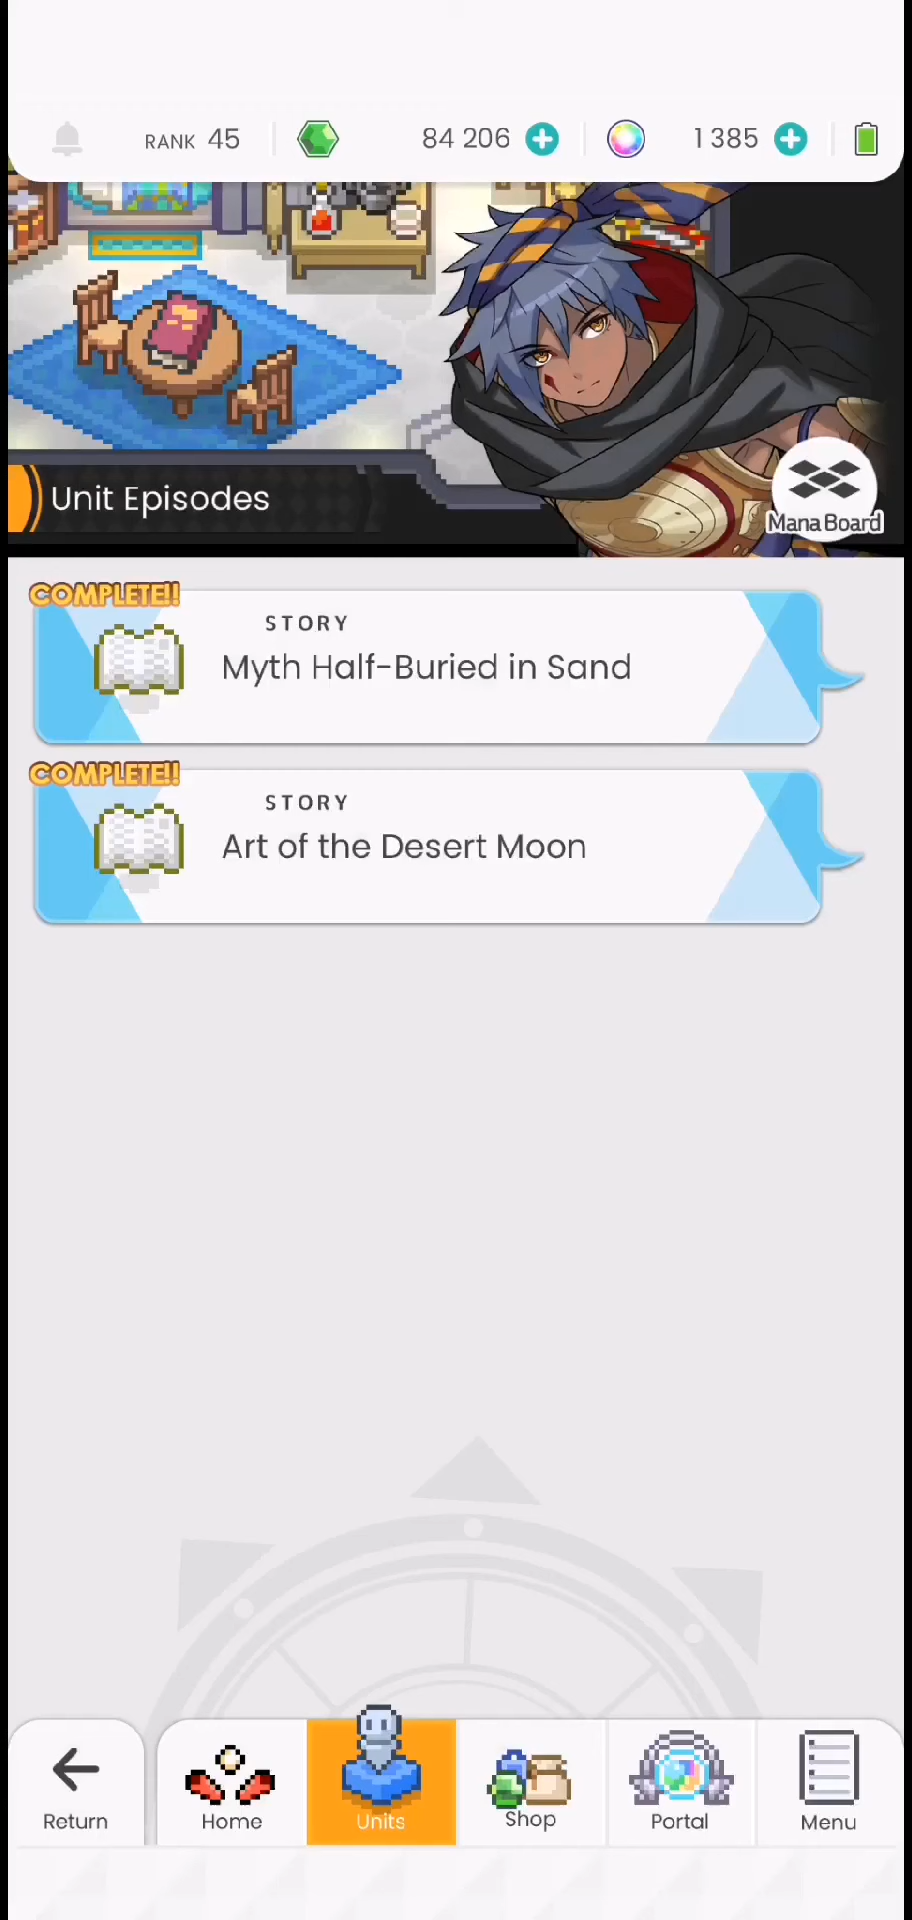 RANK 45 84 206 1 385
Unit Episodes
Mana Board
COMPLETE!!
STORY
Myth Half-Buried in Sand
COMPLETE!!
STORY
Art of the Desert Moon
Return Home Units Shop Portal Menu